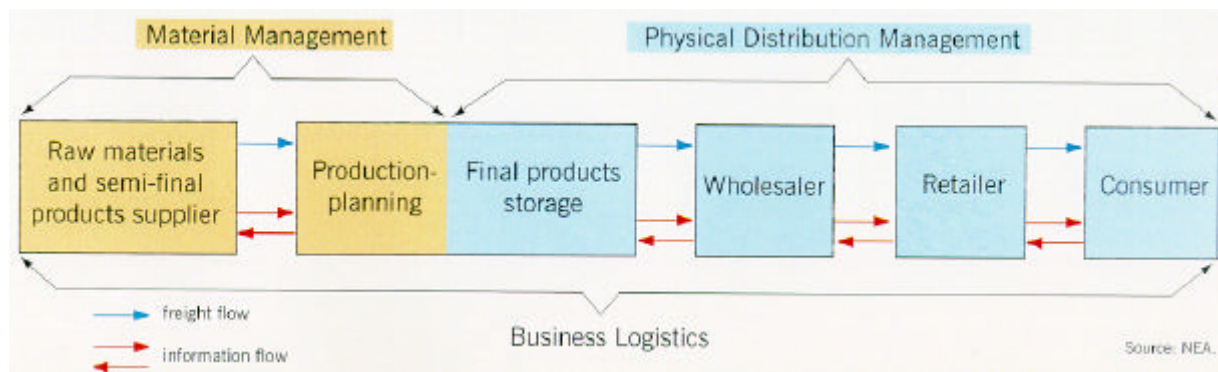 Material Management
Physical Distribution Management
Raw materials
and semi-final
products supplier
Production-
planning
Final products
storage
Wholesaler
Retailer
Consumer
freight flow
information flow
Business Logistics
Source: NEA.